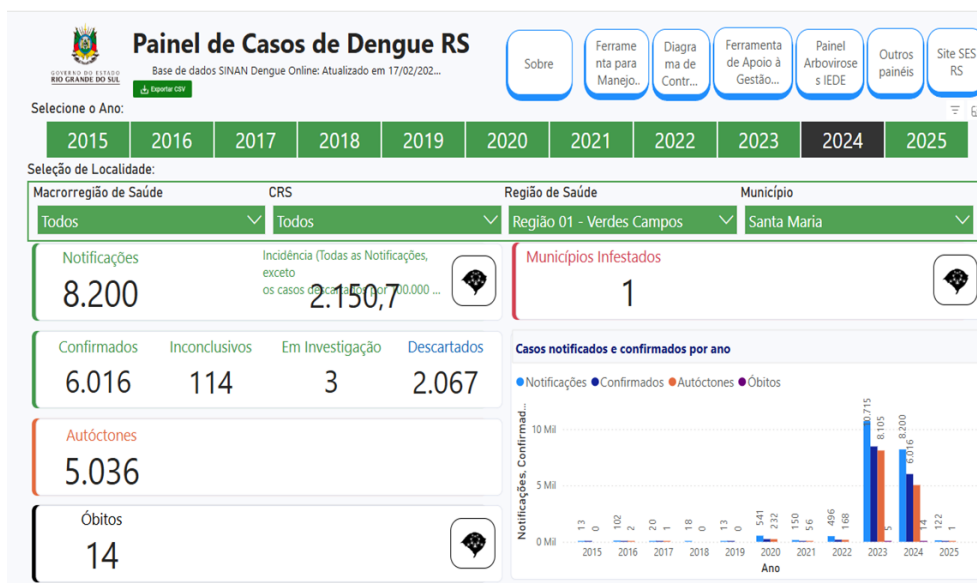 GOVERNO DO ESTADO
RIO GRANDE DO SUL
Painel de Casos de Dengue RS
Base de dados SINAN Dengue Online: Atualizado em 17/02/202...
Exportar CSV
Sobre
Ferrame
nta para
Manejo..
Diagra
ma de
Contr...
Ferramenta
de Apoio à
Gestão...
Painel
Arbovirose
s IEDE
Outros
painéis
Site SES
RS
Selecione o Ano:
2015 2016 2017 2018 2019 2020 2021 2022 2023 2024 2025
Seleção de Localidade:
Macrorregião de Saúde CRS Região de Saúde Município
Todos Todos Região 01 - Verdes Campos Santa Maria
Notificações
8.200
Incidência (Todas as Notificações,
exceto
os casos descartados por 100.000 ...
2.150,7
Municípios Infestados
1
Confirmados Inconclusivos Em Investigação Descartados
6.016 114 3 2.067
Autóctones
5.036
Óbitos
14
Casos notificados e confirmados por ano
Notificações Confirmados Autóctones Óbitos
Notificações, Confirmad...
10 Mil
5 Mil
0 Mil
13 0 102 2 20 1 18 0 13 0 541 232 150 56 496 168 10.715 8.105 5 8.200 6.016 14 122 1
2015 2016 2017 2018 2019 2020 2021 2022 2023 2024 2025
Ano